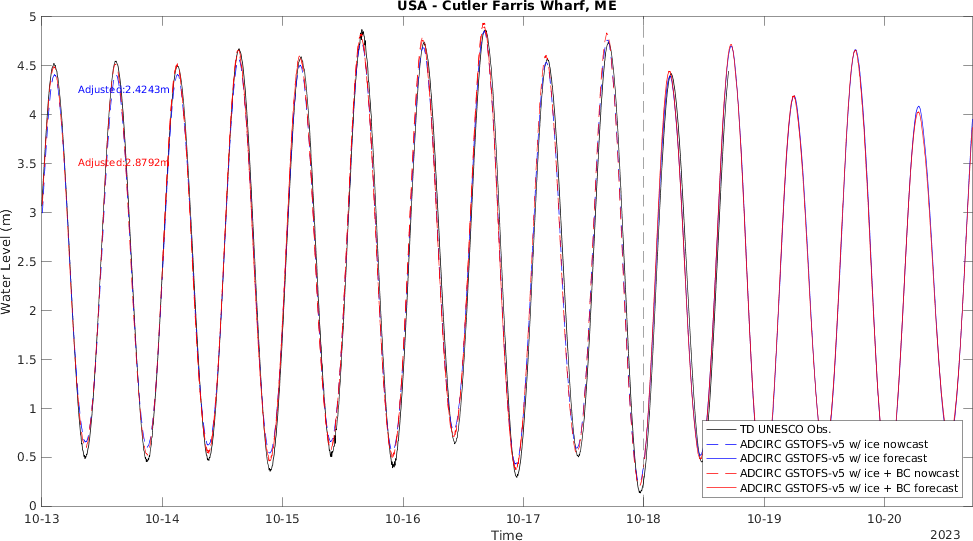 USA - Cutler Farris Wharf, ME
5
4.5
4
3.5
3
2.5
2
1.5
1
0.5
0
Water Level (m)
Adjusted:2.4243m
Adjusted:2.8792m
TD UNESCO Obs.
ADCIRC GSTOFS-v5 w/ ice nowcast
ADCIRC GSTOFS-v5 w/ ice forecast
ADCIRC GSTOFS-v5 w/ ice + BC nowcast
ADCIRC GSTOFS-v5 w/ ice + BC forecast
10-13 10-14 10-15 10-16 10-17 10-18 10-19 10-20
Time
2023